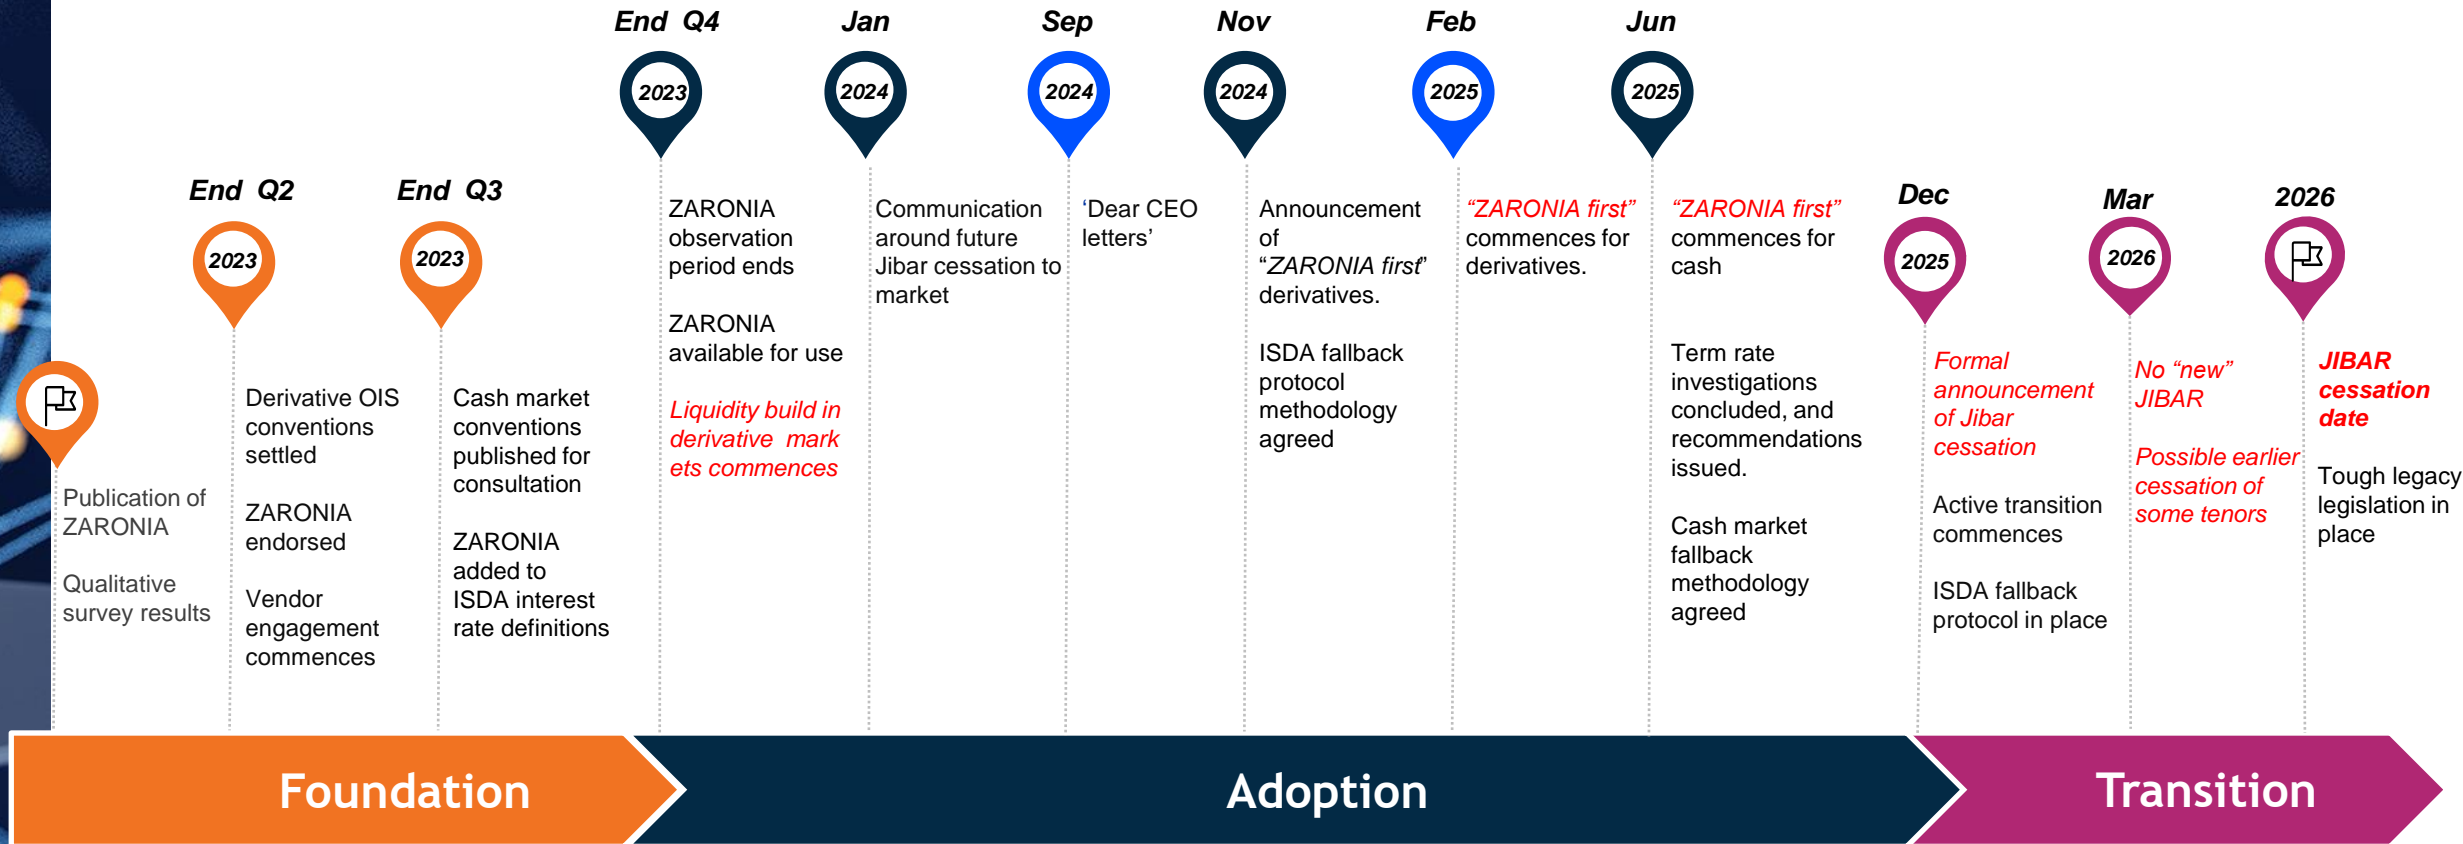 Publication of
ZARONIA
Qualitative
survey results
End Q2
2023
Derivative OIS
conventions
settled
ZARONIA
endorsed
Vendor
engagement
commences
End Q3
2023
Cash market
conventions
published for
consultation
ZARONIA
added to
ISDA interest
rate definitions
End Q4
2023
ZARONIA
observation
period ends
ZARONIA
available for use
Liquidity build in
derivative mark
ets commences
Jan
2024
Communication
around future
Jibar cessation to
market
Sep
2024
‘Dear CEO
letters’
Nov
2024
Announcement
of
“ZARONIA first”
derivatives.
ISDA fallback
protocol
methodology
agreed
Feb
2025
“ZARONIA first”
commences for
derivatives.
Jun
2025
“ZARONIA first”
commences for
cash
Term rate
investigations
concluded, and
recommendations
issued.
Cash market
fallback
methodology
agreed
Dec
2025
Formal
announcement
of Jibar
cessation
Active transition
commences
ISDA fallback
protocol in place
Mar
2026
No “new”
JIBAR
Possible earlier
cessation of
some tenors
2026
JIBAR
cessation
date
Tough legacy
legislation in
place
Foundation
Adoption
Transition